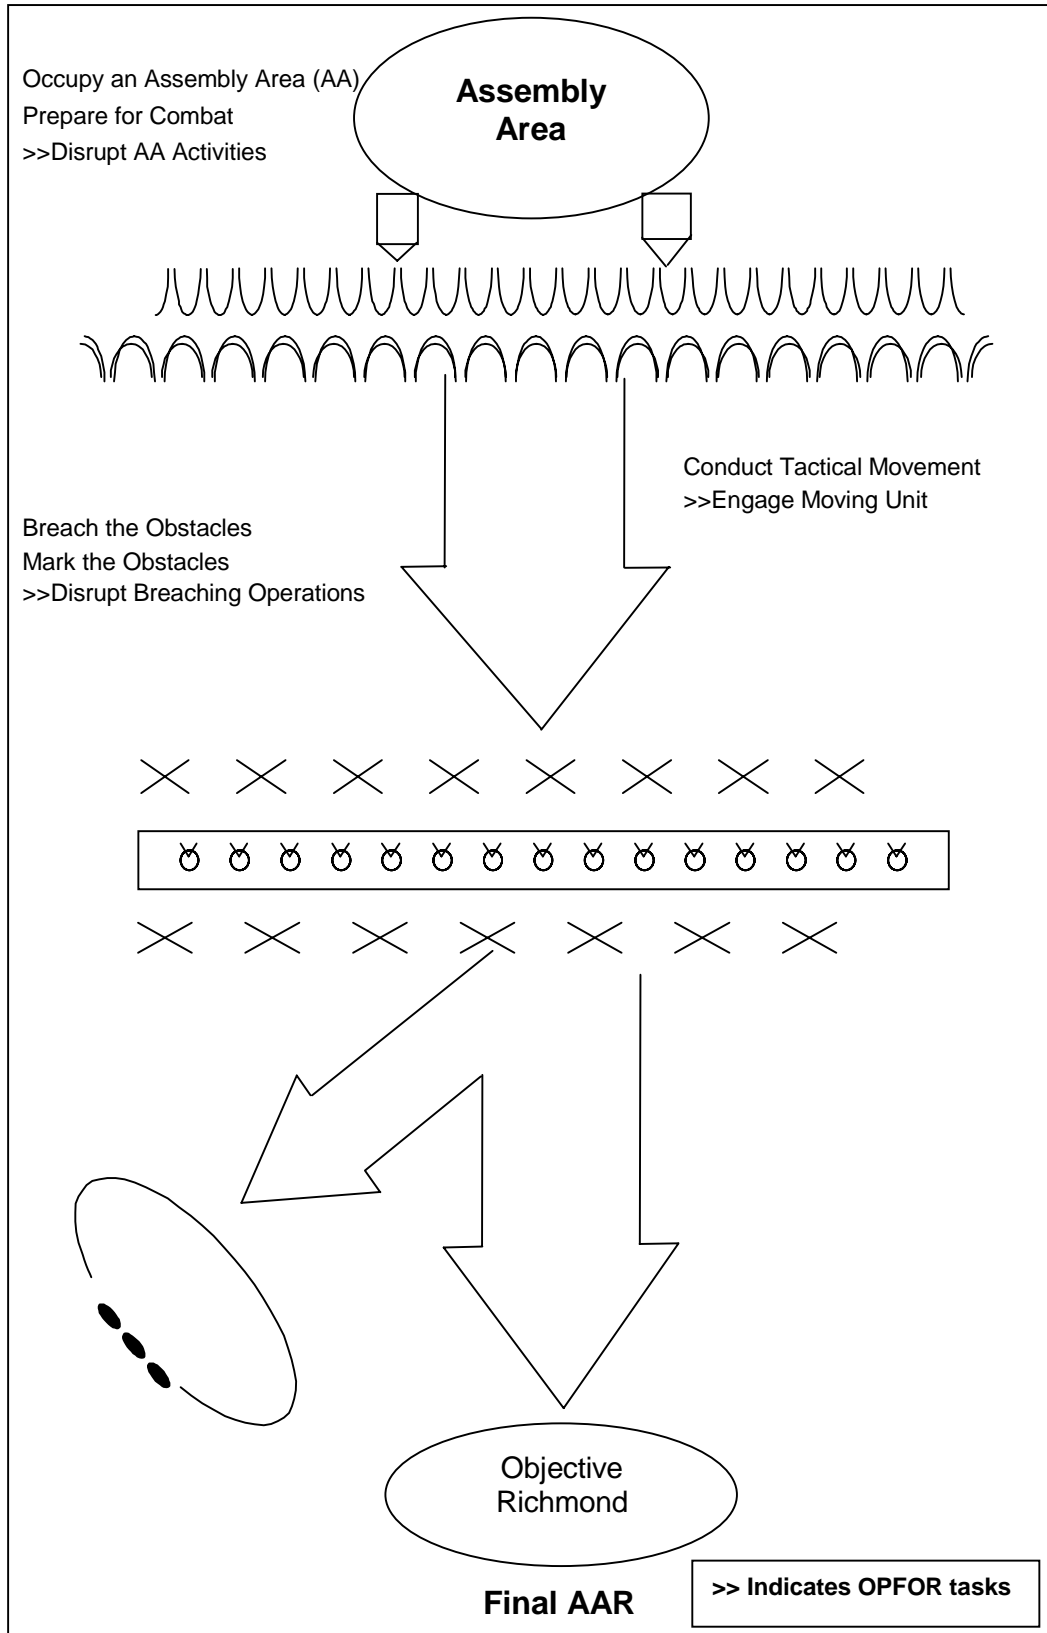 Occupy an Assembly Area (AA)
Prepare for Combat
>>Disrupt AA Activities
Assembly
Area
Conduct Tactical Movement
>>Engage Moving Unit
Breach the Obstacles
Mark the Obstacles
>>Disrupt Breaching Operations
Objective
Richmond
Final AAR
>> Indicates OPFOR tasks